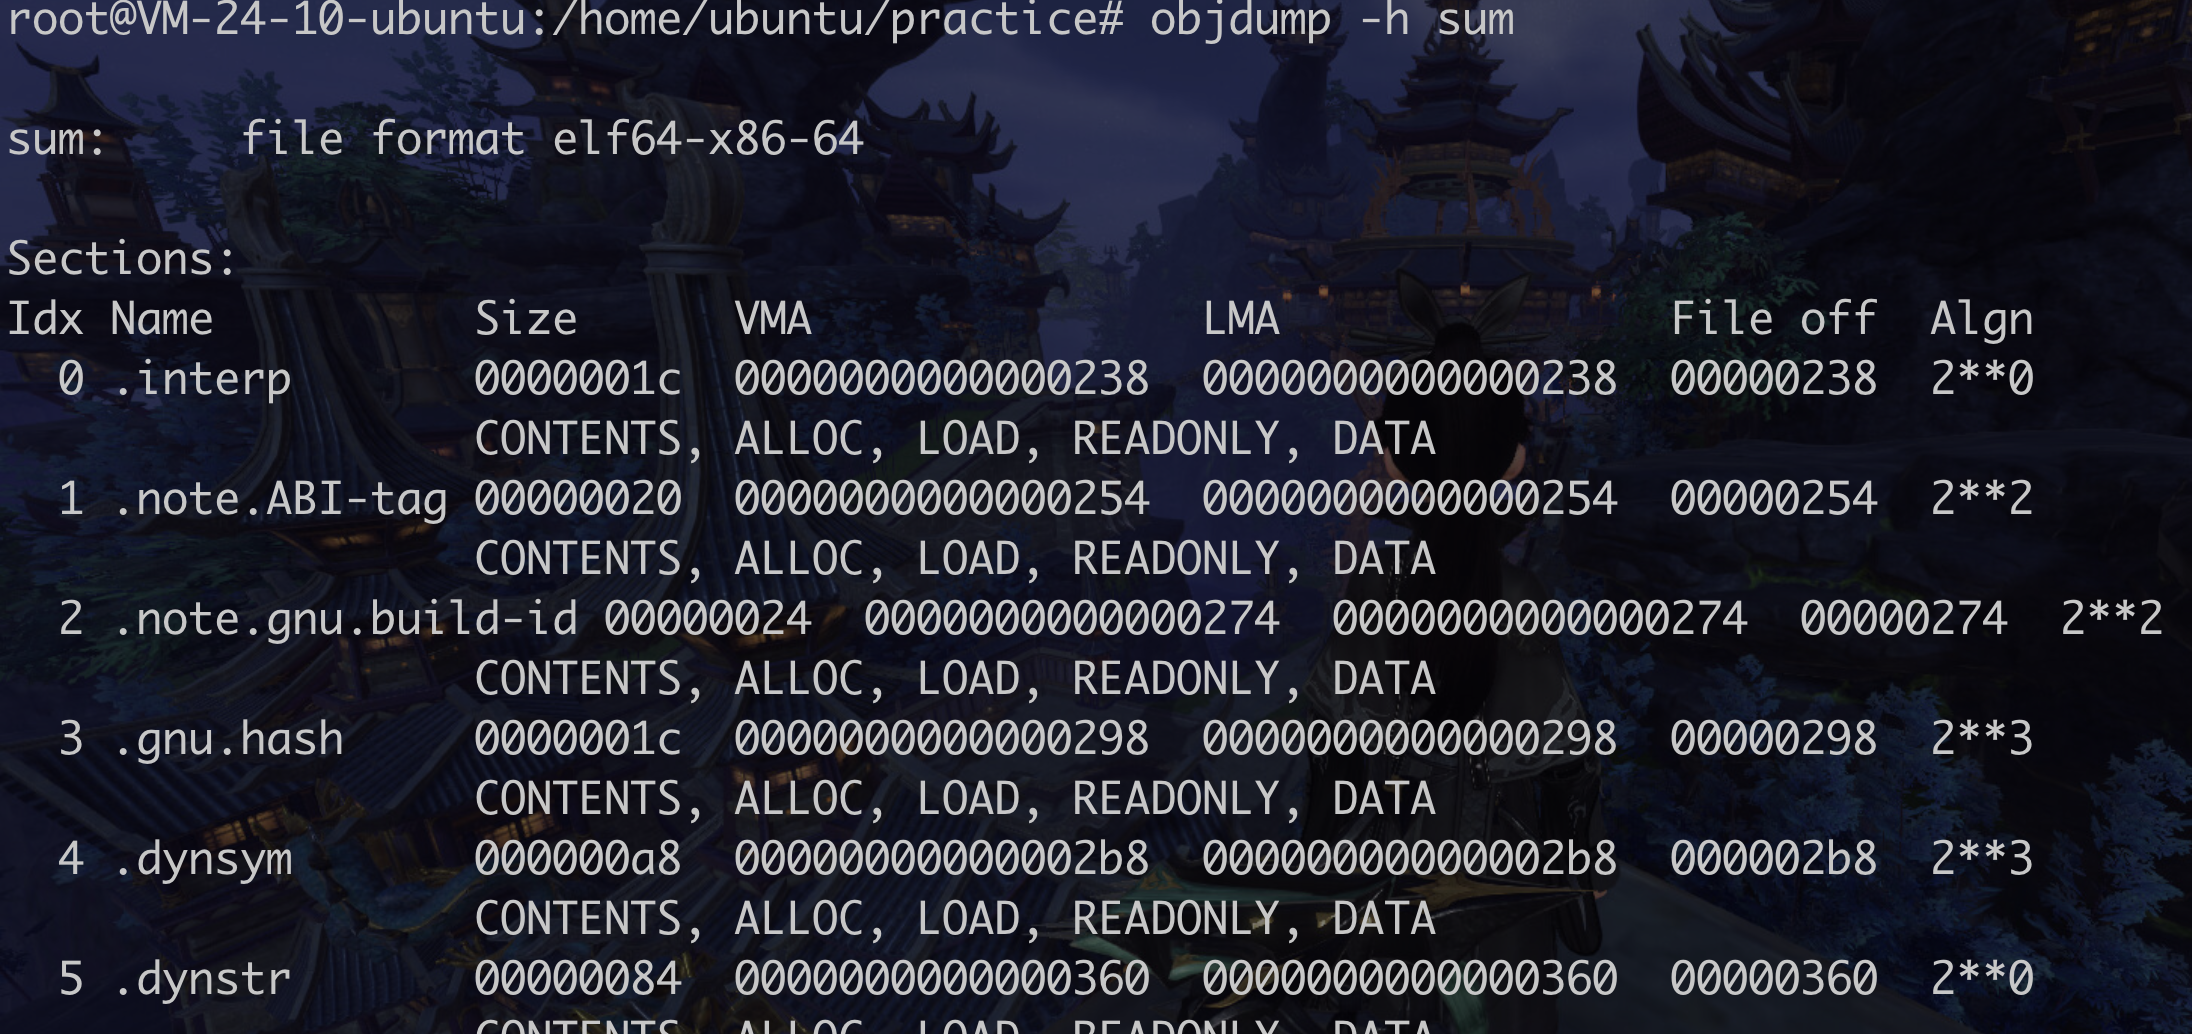 root@VM-24-10-ubuntu:/home/ubuntu/practice# objdump -h sum
sum:     file format elf64-x86-64
Sections:
Idx Name          Size      VMA               LMA               File off  Algn
  0 .interp       0000001c  0000000000000238  0000000000000238  00000238  2**0
                  CONTENTS, ALLOC, LOAD, READONLY, DATA
  1 .note.ABI-tag 00000020  0000000000000254  0000000000000254  00000254  2**2
                  CONTENTS, ALLOC, LOAD, READONLY, DATA
  2 .note.gnu.build-id 00000024  0000000000000274  0000000000000274  00000274  2**2
                  CONTENTS, ALLOC, LOAD, READONLY, DATA
  3 .gnu.hash     0000001c  0000000000000298  0000000000000298  00000298  2**3
                  CONTENTS, ALLOC, LOAD, READONLY, DATA
  4 .dynsym       000000a8  00000000000002b8  00000000000002b8  000002b8  2**3
                  CONTENTS, ALLOC, LOAD, READONLY, DATA
  5 .dynstr       00000084  0000000000000360  0000000000000360  00000360  2**0
                  CONTENTS, ALLOC, LOAD, READONLY, DATA